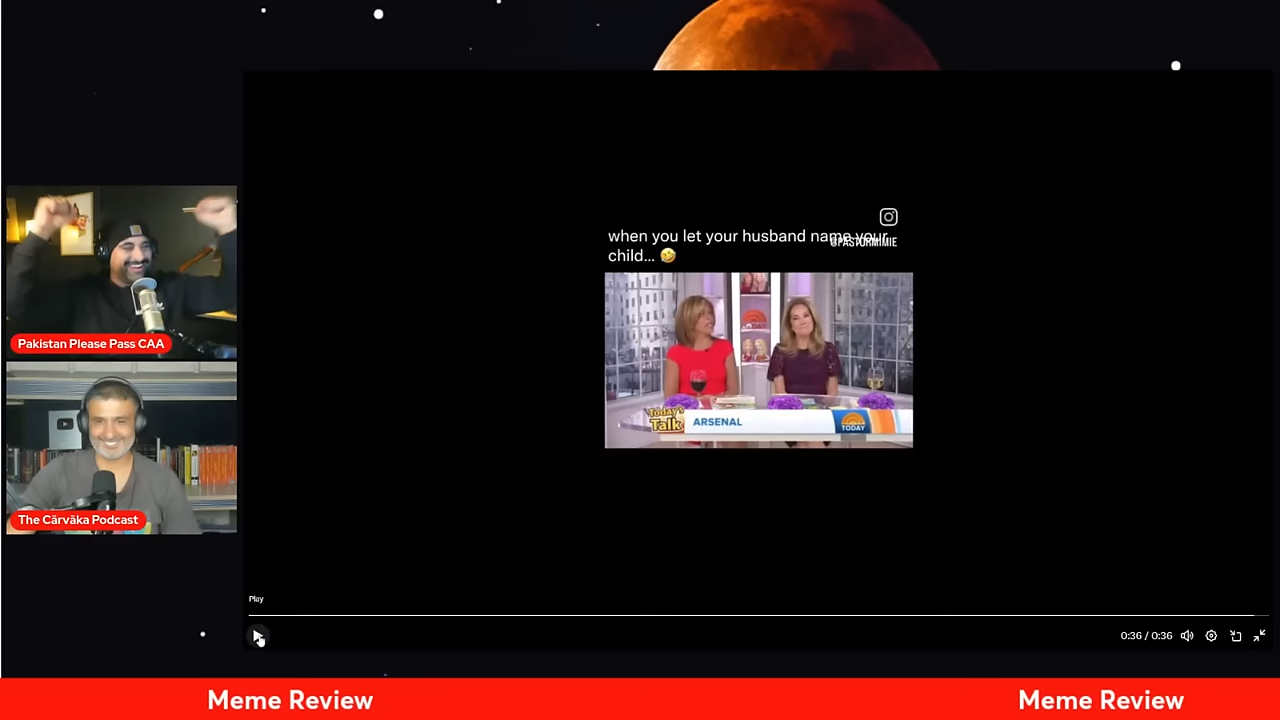 @PASTORMIMIE
when you let your husband name your
child... 🤣
Today's
Talk
ARSENAL
TODAY
Pakistan Please Pass CAA
The Cārvāka Podcast
Play
0:36 / 0:36
Meme Review
Meme Review